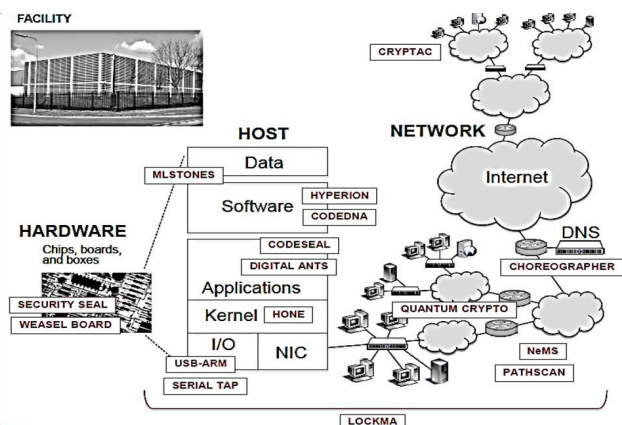 FACILITY
CRYPTAC
HOST
NETWORK
Data
MLSTONES
Internet
HYPERION
Software
CODEDNA
HARDWARE
Chips, boards,
and boxes
DNS
CODESEAL
CHOREOGRAPHER
DIGITAL ANTS
Applications
SECURITY SEAL
QUANTUM CRYPTO
Kernel
HONE
WEASEL BOARD
I/O
NIC
NeMS
USB-ARM
PATHSCAN
SERIAL TAP
LOCKMA